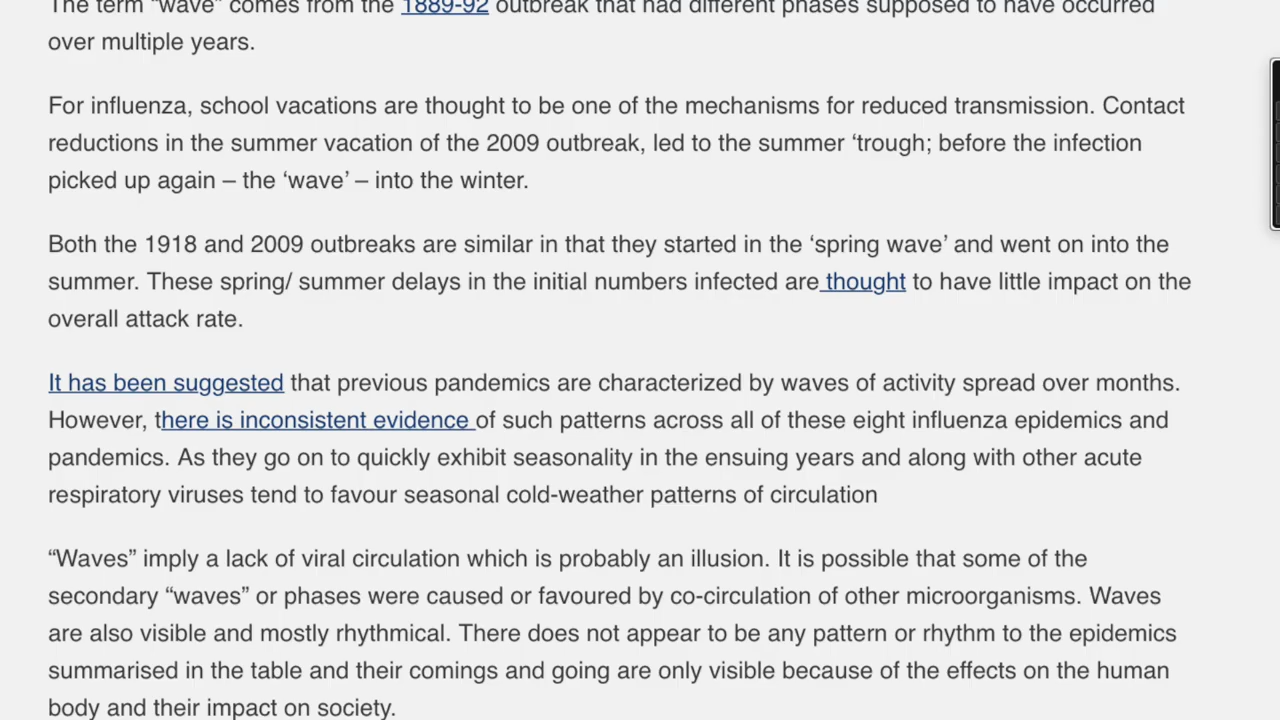 The term “wave” comes from the 1889-92 outbreak that had different phases supposed to have occurred
over multiple years.
For influenza, school vacations are thought to be one of the mechanisms for reduced transmission. Contact
reductions in the summer vacation of the 2009 outbreak, led to the summer ‘trough; before the infection
picked up again – the ‘wave’ – into the winter.
Both the 1918 and 2009 outbreaks are similar in that they started in the ‘spring wave’ and went on into the
summer. These spring/ summer delays in the initial numbers infected are thought to have little impact on the
overall attack rate.
It has been suggested that previous pandemics are characterized by waves of activity spread over months.
However, there is inconsistent evidence of such patterns across all of these eight influenza epidemics and
pandemics. As they go on to quickly exhibit seasonality in the ensuing years and along with other acute
respiratory viruses tend to favour seasonal cold-weather patterns of circulation
“Waves” imply a lack of viral circulation which is probably an illusion. It is possible that some of the
secondary “waves” or phases were caused or favoured by co-circulation of other microorganisms. Waves
are also visible and mostly rhythmical. There does not appear to be any pattern or rhythm to the epidemics
summarised in the table and their comings and going are only visible because of the effects on the human
body and their impact on society.